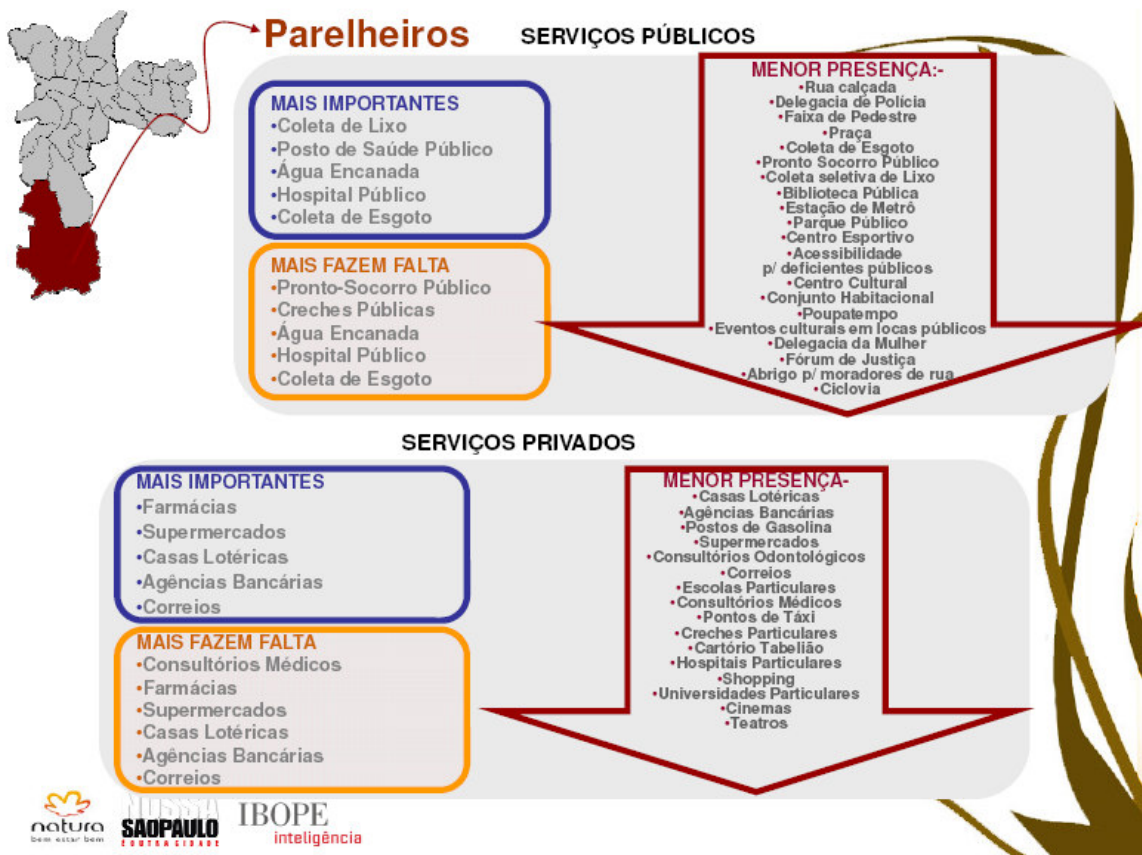 Parelheiros
SERVIÇOS PÚBLICOS
MAIS IMPORTANTES
•Coleta de Lixo
•Posto de Saúde Público
•Água Encanada
•Hospital Público
•Coleta de Esgoto
MAIS FAZEM FALTA
•Pronto-Socorro Público
•Creches Públicas
•Água Encanada
•Hospital Público
•Coleta de Esgoto
MENOR PRESENÇA:-
•Rua calçada
•Delegacia de Polícia
•Faixa de Pedestre
•Praça
•Coleta de Esgoto
•Pronto Socorro Público
•Coleta seletiva de Lixo
•Biblioteca Pública
•Estação de Metrô
•Parque Público
•Centro Esportivo
•Acessibilidade
p/ deficientes públicos
•Centro Cultural
•Conjunto Habitacional
•Poupatempo
•Eventos culturais em locas públicos
•Delegacia da Mulher
•Fórum de Justiça
•Abrigo p/ moradores de rua
•Ciclovia
SERVIÇOS PRIVADOS
MAIS IMPORTANTES
•Farmácias
•Supermercados
•Casas Lotéricas
•Agências Bancárias
•Correios
MAIS FAZEM FALTA
•Consultórios Médicos
•Farmácias
•Supermercados
•Casas Lotéricas
•Agências Bancárias
•Correios
MENOR PRESENÇA-
•Casas Lotéricas
•Agências Bancárias
•Postos de Gasolina
•Supermercados
•Consultórios Odontológicos
•Correios
•Escolas Particulares
•Consultórios Médicos
•Pontos de Táxi
•Creches Particulares
•Cartório Tabelião
•Hospitais Particulares
•Shopping
•Universidades Particulares
•Cinemas
•Teatros
natura
bem estar bem
NOSSA
SAOPAULO
OUTRA CIDADE
IBOPE
inteligência